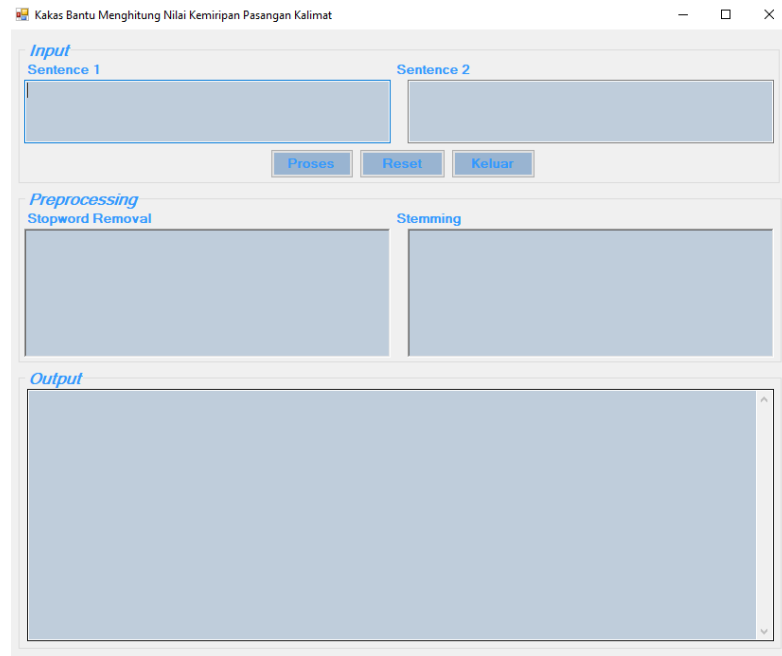 Kakas Bantu Menghitung Nilai Kemiripan Pasangan Kalimat
Input
Sentence 1 Sentence 2
Proses Reset Keluar
Preprocessing
Stopword Removal Stemming
Output